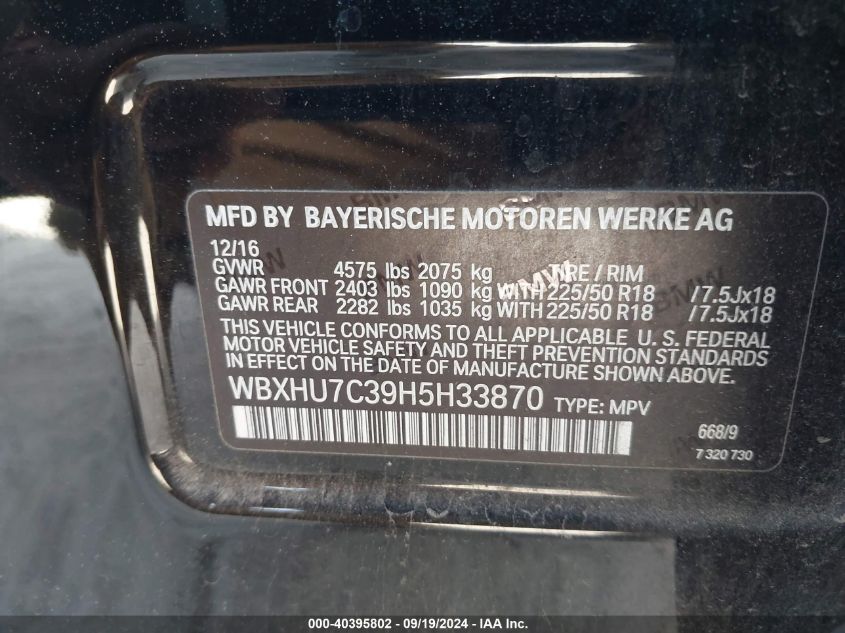 MFD BY BAYERISCHE MOTOREN WERKE AG
12/16
GVWR 4575 lbs 2075 kg TIRE / RIM
GAWR FRONT 2403 lbs 1090 kg WITH 225/50 R18 /7.5Jx18
GAWR REAR 2282 lbs 1035 kg WITH 225/50 R18 /7.5Jx18
THIS VEHICLE CONFORMS TO ALL APPLICABLE U. S. FEDERAL
MOTOR VEHICLE SAFETY AND THEFT PREVENTION STANDARDS
IN EFFECT ON THE DATE OF MANUFACTURE SHOWN ABOVE.
WBXHU7C39H5H33870 TYPE: MPV
668/9
7 320 730
000-40395802 - 09/19/2024 - IAAI Inc.